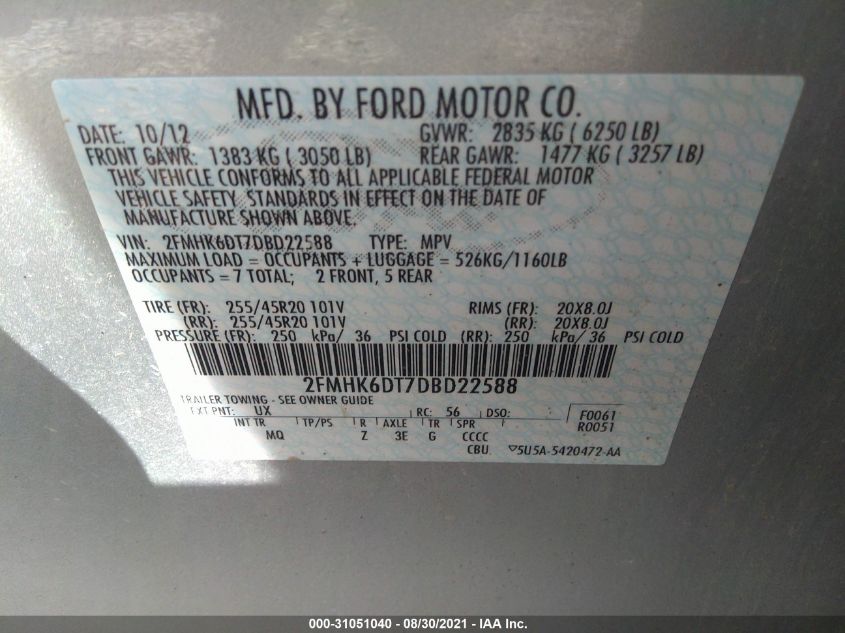 MFD. BY FORD MOTOR CO.
DATE: 10/12 GVWR: 2835 KG ( 6250 LB)
FRONT GAWR: 1383 KG ( 3050 LB) REAR GAWR: 1477 KG ( 3257 LB)
THIS VEHICLE CONFORMS TO ALL APPLICABLE FEDERAL MOTOR
VEHICLE SAFETY STANDARDS IN EFFECT ON THE DATE OF
MANUFACTURE SHOWN ABOVE.
VIN: 2FMHK6DT7DBD22588 TYPE: MPV
MAXIMUM LOAD = OCCUPANTS + LUGGAGE = 526KG/1160LB
OCCUPANTS = 7 TOTAL; 2 FRONT, 5 REAR
TIRE (FR): 255/45R20 101V RIMS (FR): 20X8.0J
(RR): 255/45R20 101V (RR): 20X8.0J
PRESSURE (FR): 250 kPa/ 36 PSI COLD (RR): 250 kPa/ 36 PSI COLD
2FMHK6DT7DBD22588
TRAILER TOWING - SEE OWNER GUIDE
EXT PNT: UX RC: 56 DSO: F0061
R0051
INT TR TP/PS R AXLE TR SPR
MQ Z 3E G CCCC
CBU 5U5A-5420472-AA
000-31051040 - 08/30/2021 - IAA Inc.